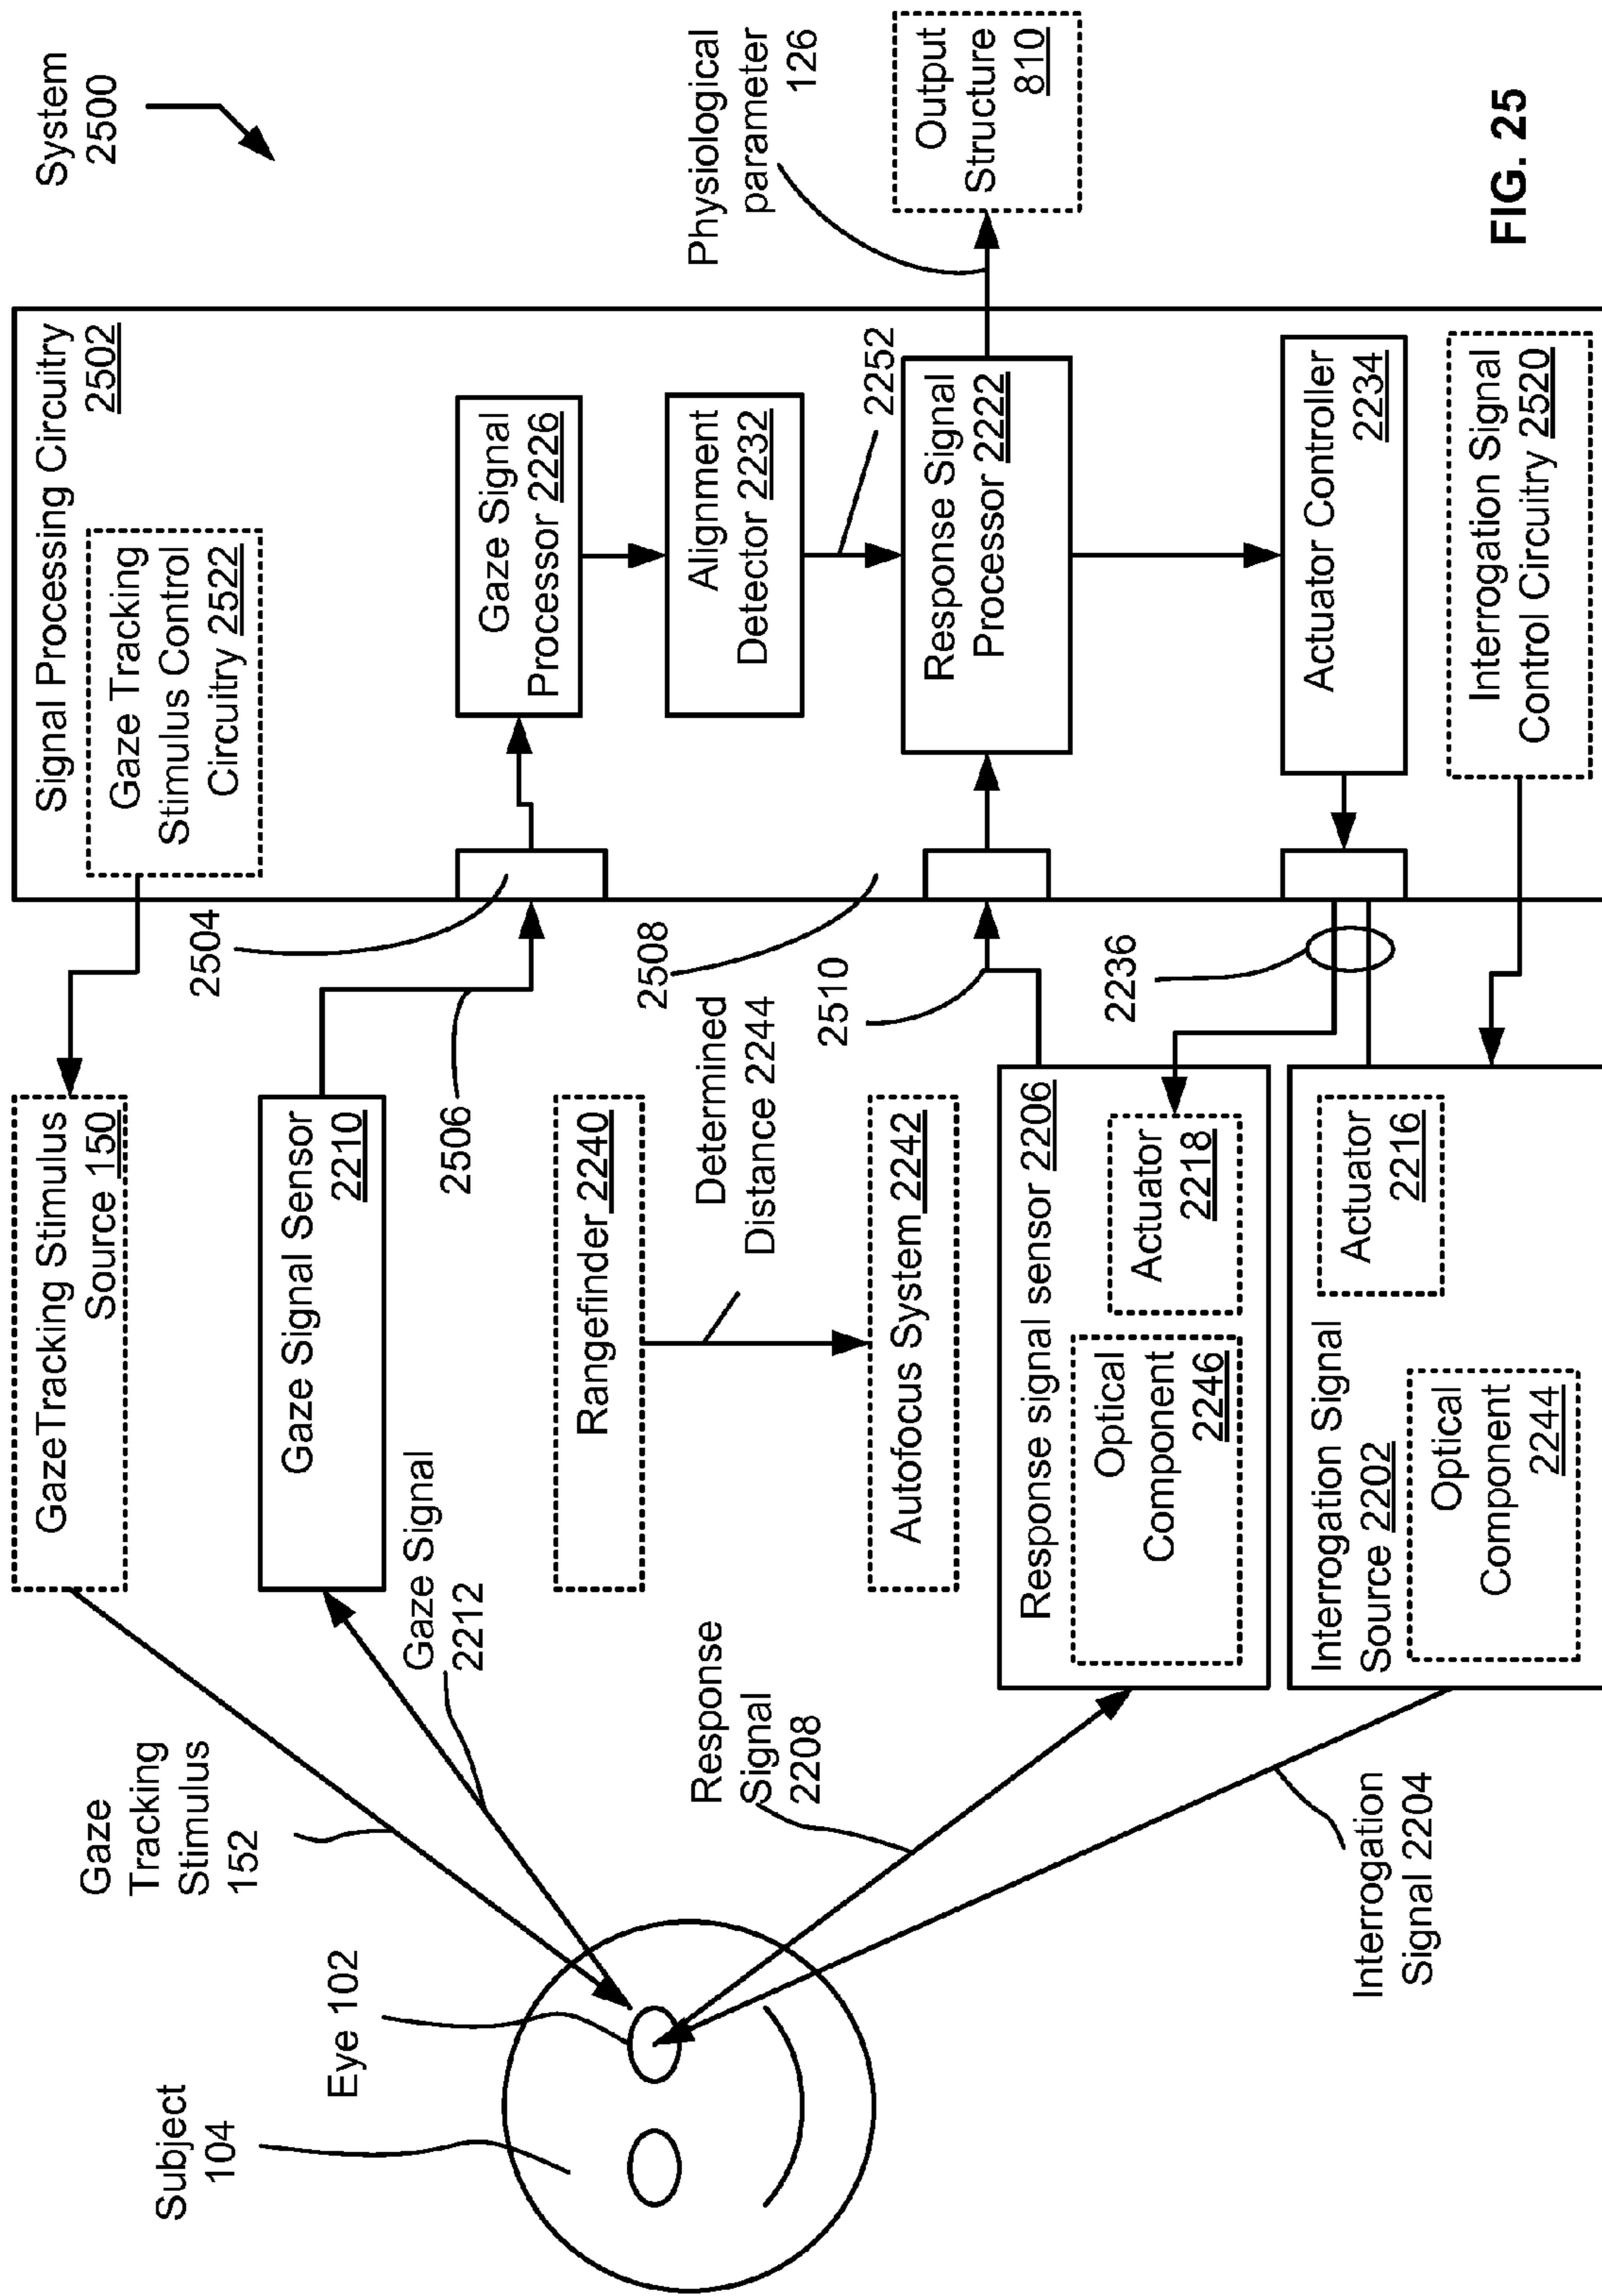 System
2500
Signal Processing Circuitry
2502
Gaze Tracking
Stimulus Control
Circuitry 2522
Gaze Signal
Processor 2226
Alignment
Detector 2232
2252
Response Signal
Processor 2222
Physiological
parameter
126
Output
Structure
810
Actuator Controller
2234
Interrogation Signal
Control Circuitry 2520
2504
2506
2508
2510
2236
GazeTracking Stimulus
Source 150
Gaze Signal Sensor
2210
Rangefinder 2240
Determined
Distance 2244
Autofocus System 2242
Response signal sensor 2206
Optical
Component
2246
Actuator
2218
Interrogation Signal
Source 2202
Optical
Component
2244
Actuator
2216
Gaze
Tracking
Stimulus
152
Gaze Signal
2212
Response
Signal
2208
Interrogation
Signal 2204
Subject
104
Eye 102
FIG. 25